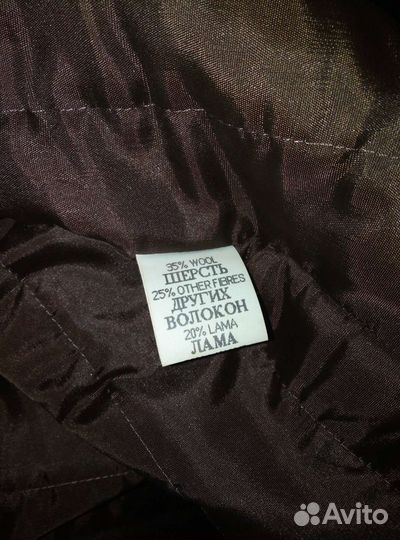 35% WOOL
ШЕРСТЬ
25% OTHER FIBRES
ДРУГИХ
ВОЛОКОН
20% LAMA
ЛАМА
Avito